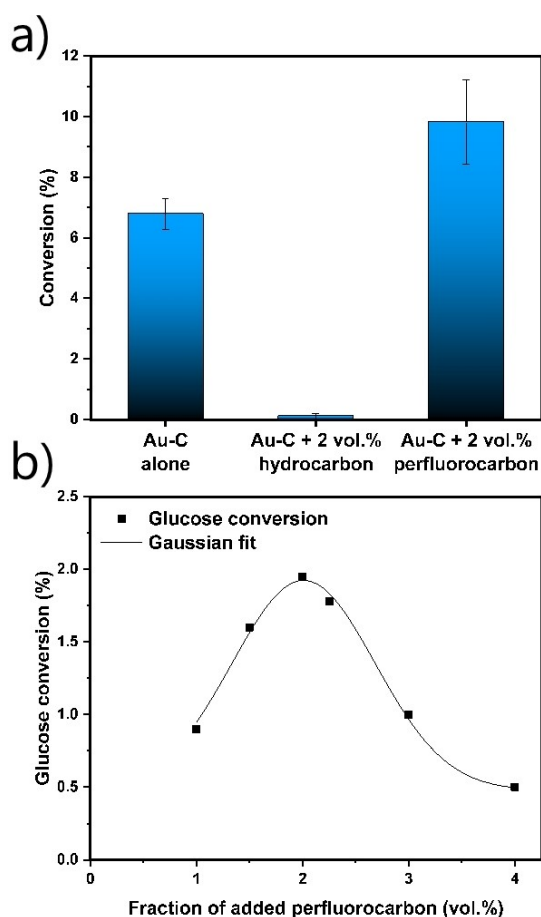 a)
12
10
8
6
4
2
0
Conversion (%)
Au-C
alone
Au-C + 2 vol.%
hydrocarbon
Au-C + 2 vol.%
perfluorocarbon
b)
2.5
2.0
1.5
1.0
0.5
0.0
Glucose conversion (%)
Glucose conversion
Gaussian fit
0 1 2 3 4
Fraction of added perfluorocarbon (vol.%)